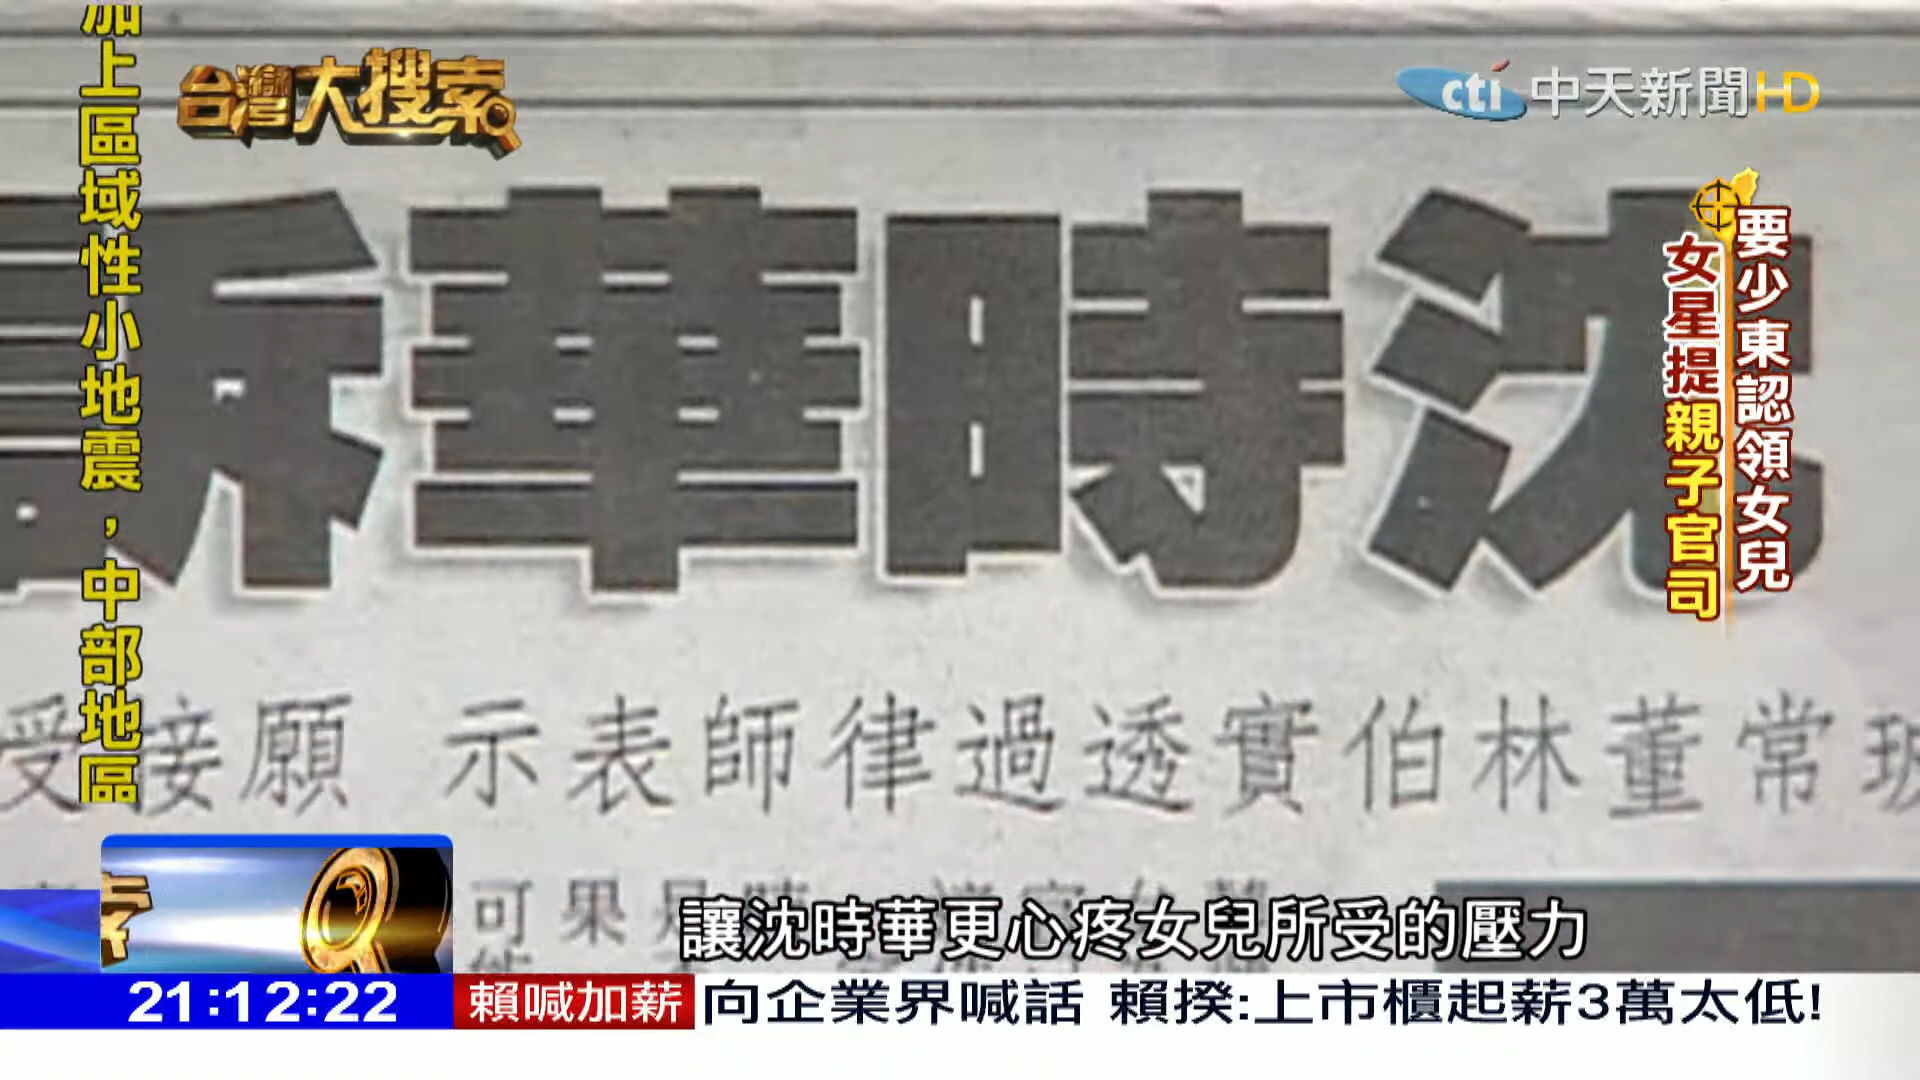 加上區域性小地震，中部地區
台灣大搜索
cti 中天新聞HD
要少東認領女兒
女星提親子官司
沈時華訴
常董林伯實透過律師表示 願接受
讓沈時華更心疼女兒所受的壓力
索
21:12:22
賴喊加薪
向企業界喊話 賴揆:上市櫃起薪3萬太低!